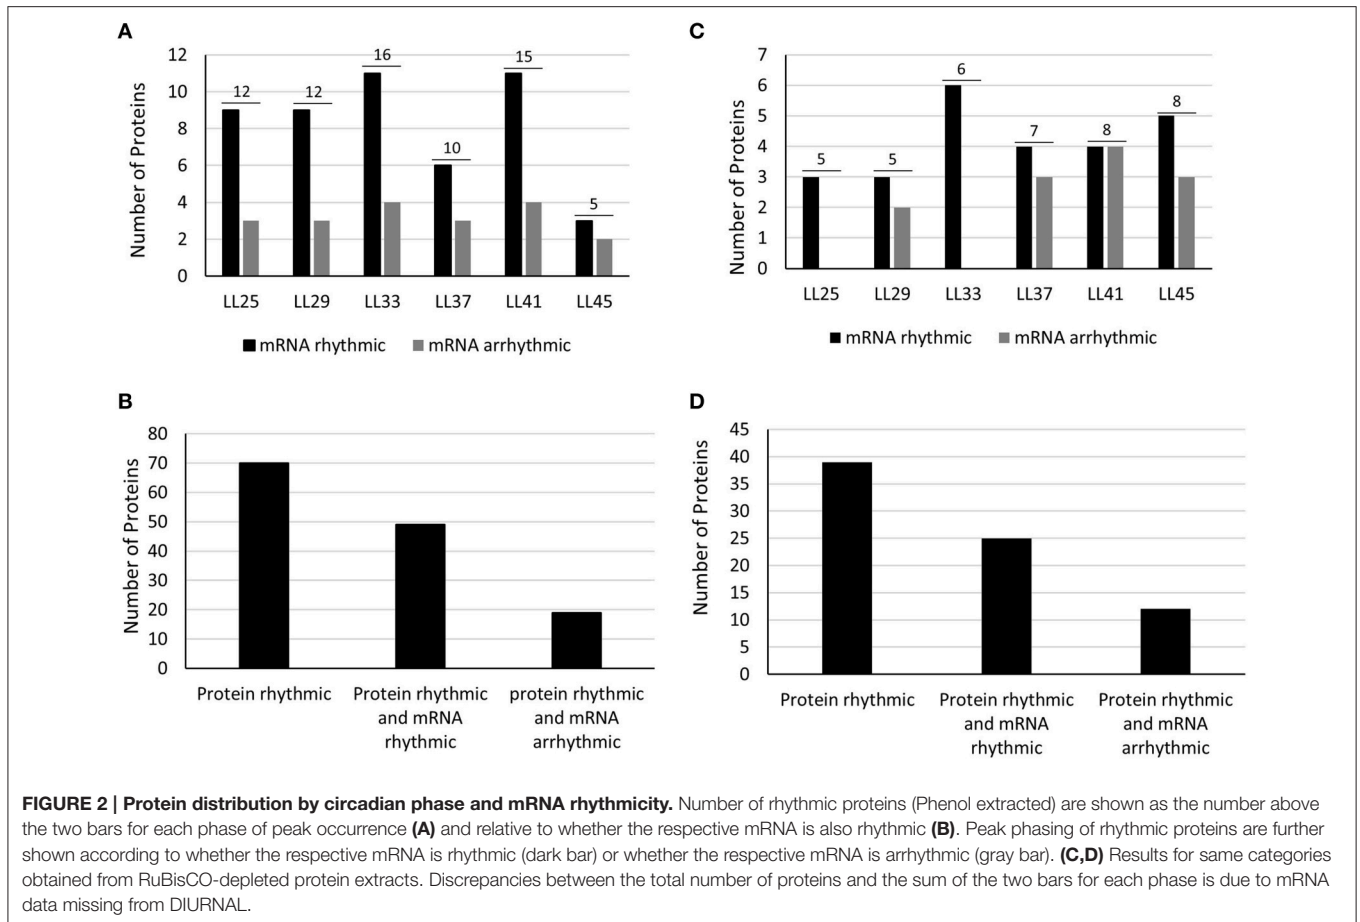 A
Number of Proteins
12
10
8
6
4
2
0
12
12
16
10
15
5
LL25 LL29 LL33 LL37 LL41 LL45
mRNA rhythmic mRNA arrhythmic
C
Number of Proteins
7
6
5
4
3
2
1
0
5
5
6
7
8
8
LL25 LL29 LL33 LL37 LL41 LL45
mRNA rhythmic mRNA arrhythmic
B
Number of Proteins
80
70
60
50
40
30
20
10
0
Protein rhythmic
Protein rhythmic
and mRNA
rhythmic
protein rhythmic
and mRNA
arrhythmic
D
Number of Proteins
45
40
35
30
25
20
15
10
5
0
Protein rhythmic
Protein rhythmic
and mRNA
rhythmic
Protein rhythmic
and mRNA
arrhythmic
FIGURE 2 | Protein distribution by circadian phase and mRNA rhythmicity. Number of rhythmic proteins (Phenol extracted) are shown as the number above
the two bars for each phase of peak occurrence (A) and relative to whether the respective mRNA is also rhythmic (B). Peak phasing of rhythmic proteins are further
shown according to whether the respective mRNA is rhythmic (dark bar) or whether the respective mRNA is arrhythmic (gray bar). (C,D) Results for same categories
obtained from RuBisCO-depleted protein extracts. Discrepancies between the total number of proteins and the sum of the two bars for each phase is due to mRNA
data missing from DIURNAL.